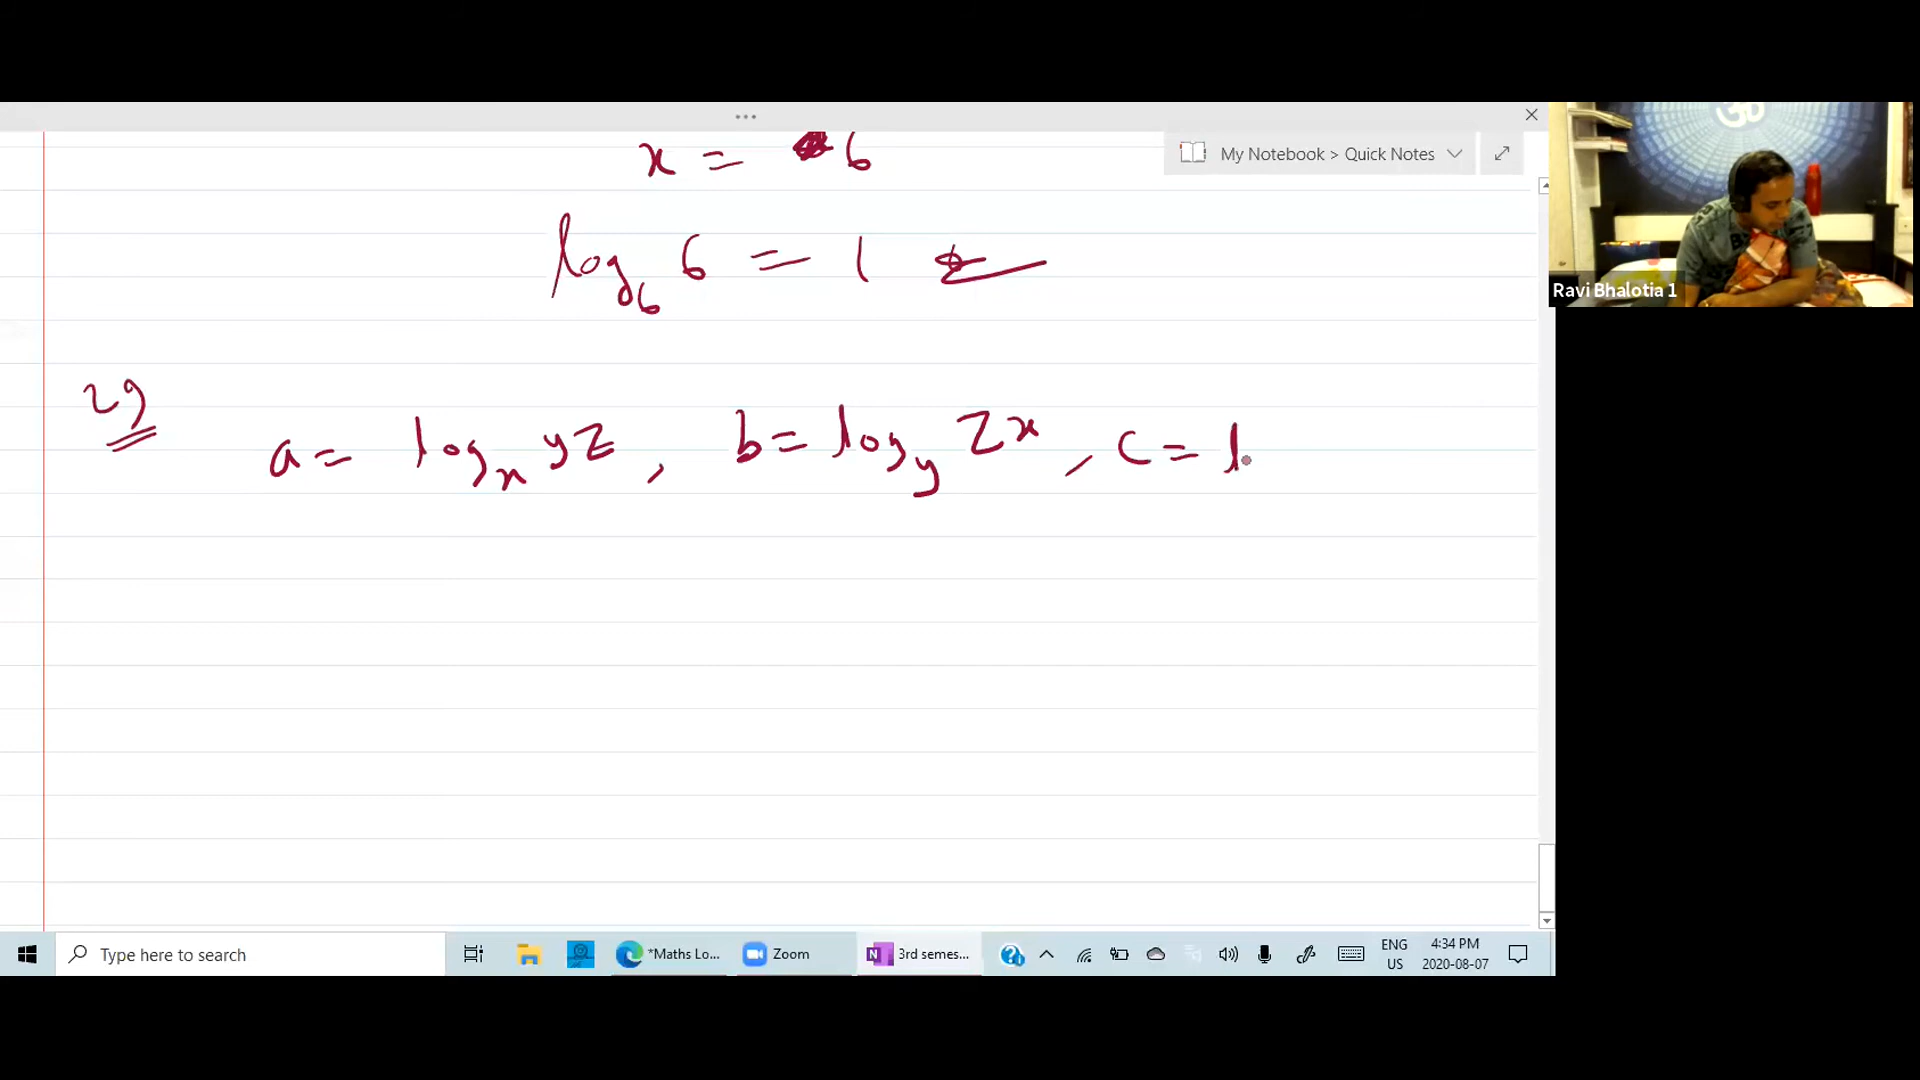 x = 6
My Notebook > Quick Notes
log₆ 6 = 1
Ravi Bhalotia 1
29
a = logₓ yz, b = log_y zx, c = l
Type here to search
*Maths Lo...
Zoom
3rd semes...
ENG
US
4:34 PM
2020-08-07